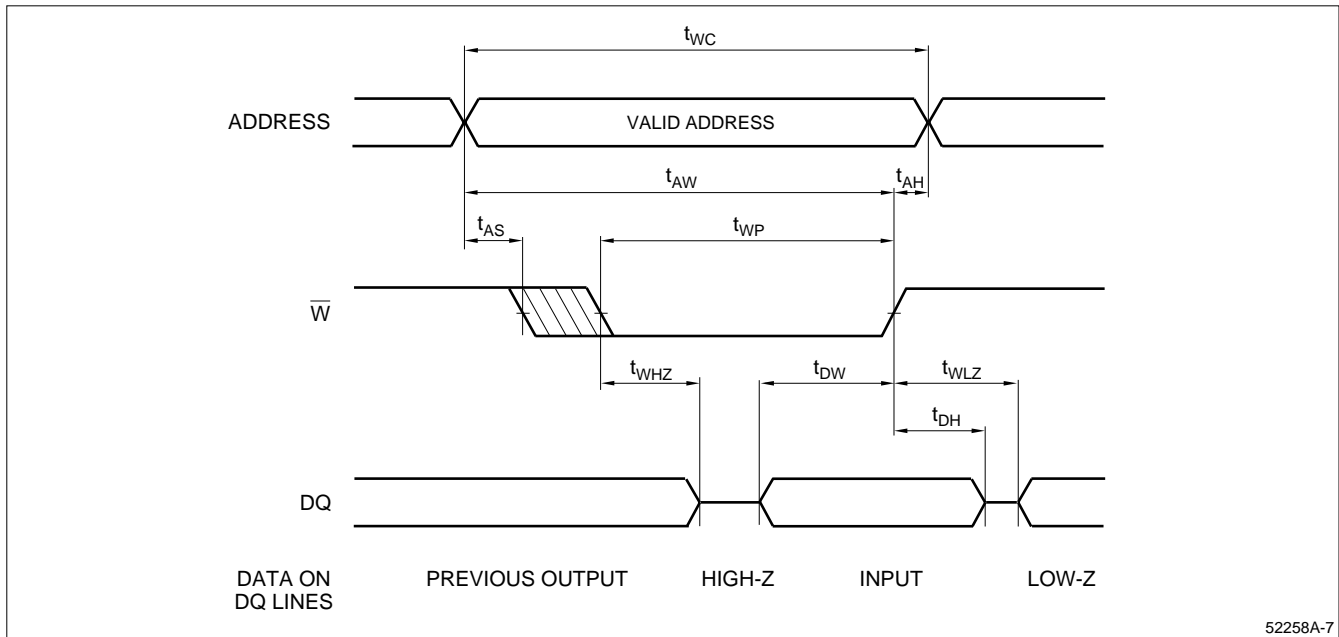 tWC
ADDRESS
VALID ADDRESS
tAW
tAH
tAS
tWP
W̅
tWHZ
tDW
tWLZ
tDH
DQ
DATA ON
DQ LINES
PREVIOUS OUTPUT
HIGH-Z
INPUT
LOW-Z
52258A-7